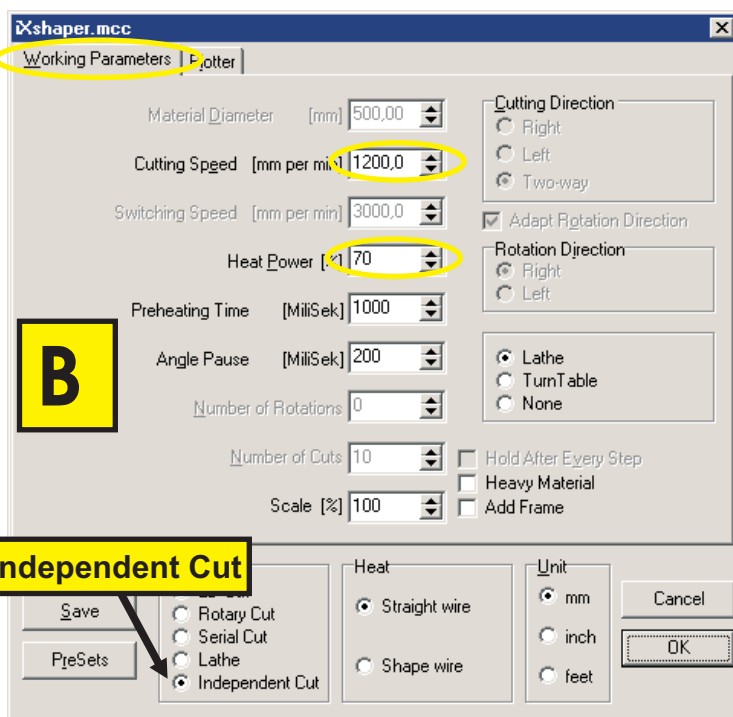 iXshaper.mcc
Working Parameters Plotter
Material Diameter [mm] 500,00
Cutting Speed [mm per min] 1200,0
Switching Speed [mm per min] 3000,0
Heat Power [%] 70
Preheating Time [MiliSek] 1000
Angle Pause [MiliSek] 200
Number of Rotations 0
Number of Cuts 10
Scale [%] 100
Cutting Direction
Right
Left
Two-way
Adapt Rotation Direction
Rotation Direction
Right
Left
Lathe
TurnTable
None
Hold After Every Step
Heavy Material
Add Frame
B
ndependent Cut
Save
PreSets
Rotary Cut
Serial Cut
Lathe
Independent Cut
Heat
Straight wire
Shape wire
Unit
mm
inch
feet
Cancel
OK